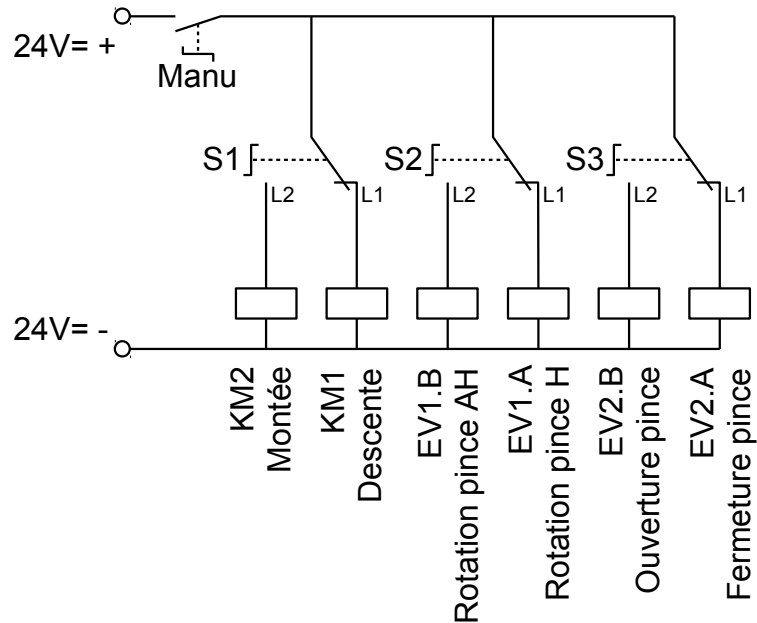 24V= +
Manu
S1
S2
S3
L2
L1
L2
L1
L2
L1
24V= -
KM2
Montée
KM1
Descente
EV1.B
Rotation pince AH
EV1.A
Rotation pince H
EV2.B
Ouverture pince
EV2.A
Fermeture pince